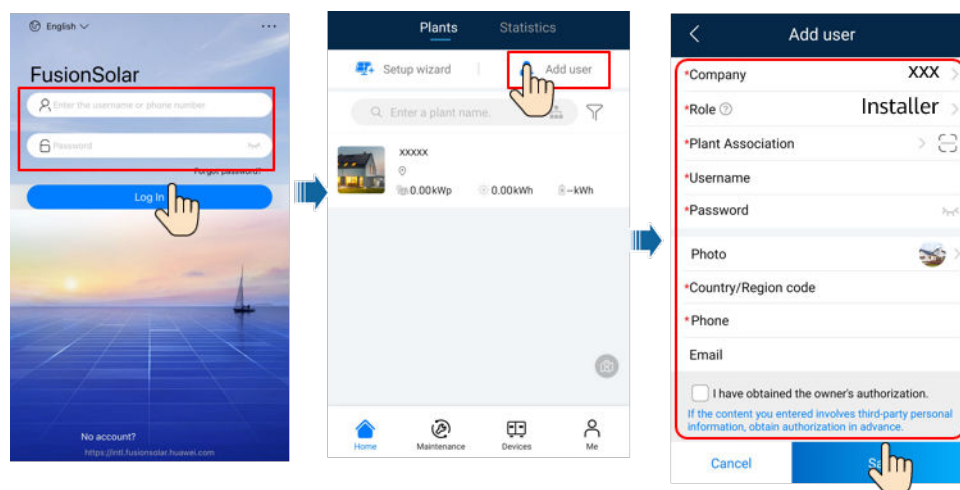 English
FusionSolar
Enter the username or phone number
Password
Forgot password?
Log In
No account?
https://intl.fusionsolar.huawei.com
Plants Statistics
Setup wizard Add user
Enter a plant name.
xxxxx
0.00kWp 0.00kWh --kWh
Home Maintenance Devices Me
Add user
*Company XXX
*Role Installer
*Plant Association
*Username
*Password
Photo
*Country/Region code
*Phone
Email
I have obtained the owner's authorization.
If the content you entered involves third-party personal
information, obtain authorization in advance.
Cancel